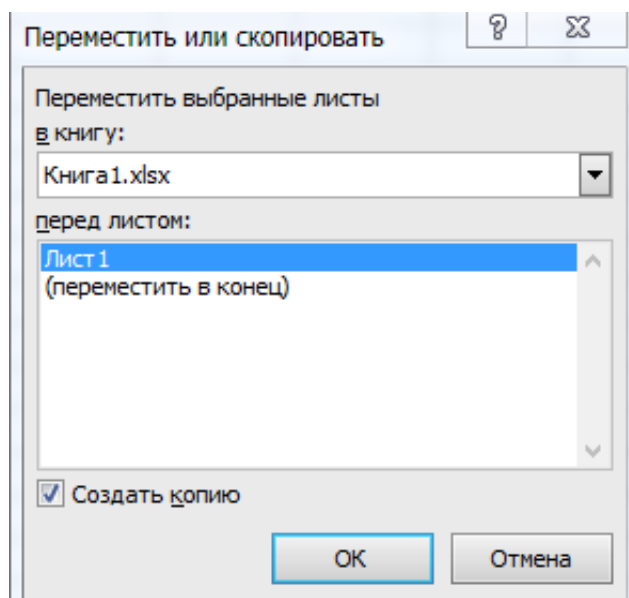 Переместить или скопировать
Переместить выбранные листы
в книгу:
Книга1.xlsx
перед листом:
Лист1
(переместить в конец)
Создать копию
ОК
Отмена